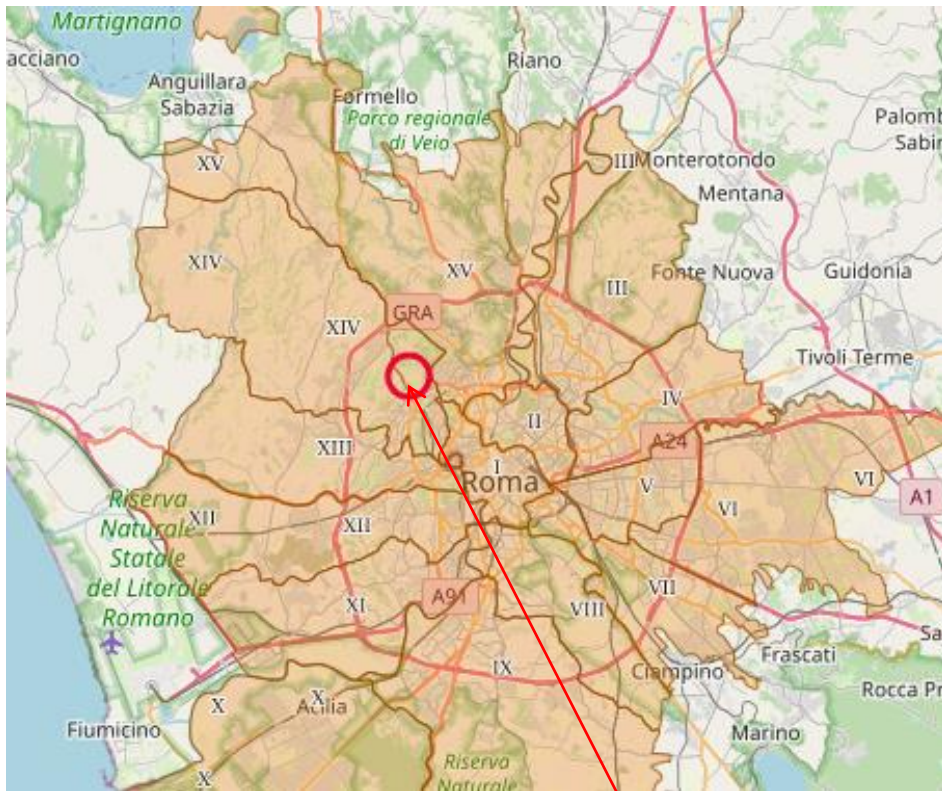 Martignano
acciano
Riano
Anguillara
Sabazia
Formello
Parco regionale
di Veio
Palomb
Sabin
XV
III
Monterotondo
Mentana
XIV
XV
Fonte Nuova
Guidonia
III
GRA
XIV
Tivoli Terme
IV
II
A24
XIII
I
Roma
V
VI
A1
Riserva
Naturale
Statale
del Litorale
Romano
XII
XII
VI
XI
A91
VIII
VII
Frascati
Sa
IX
Ciampino
Rocca Pr
X
X
Acilia
Fiumicino
Marino
Riserva
Naturale
X